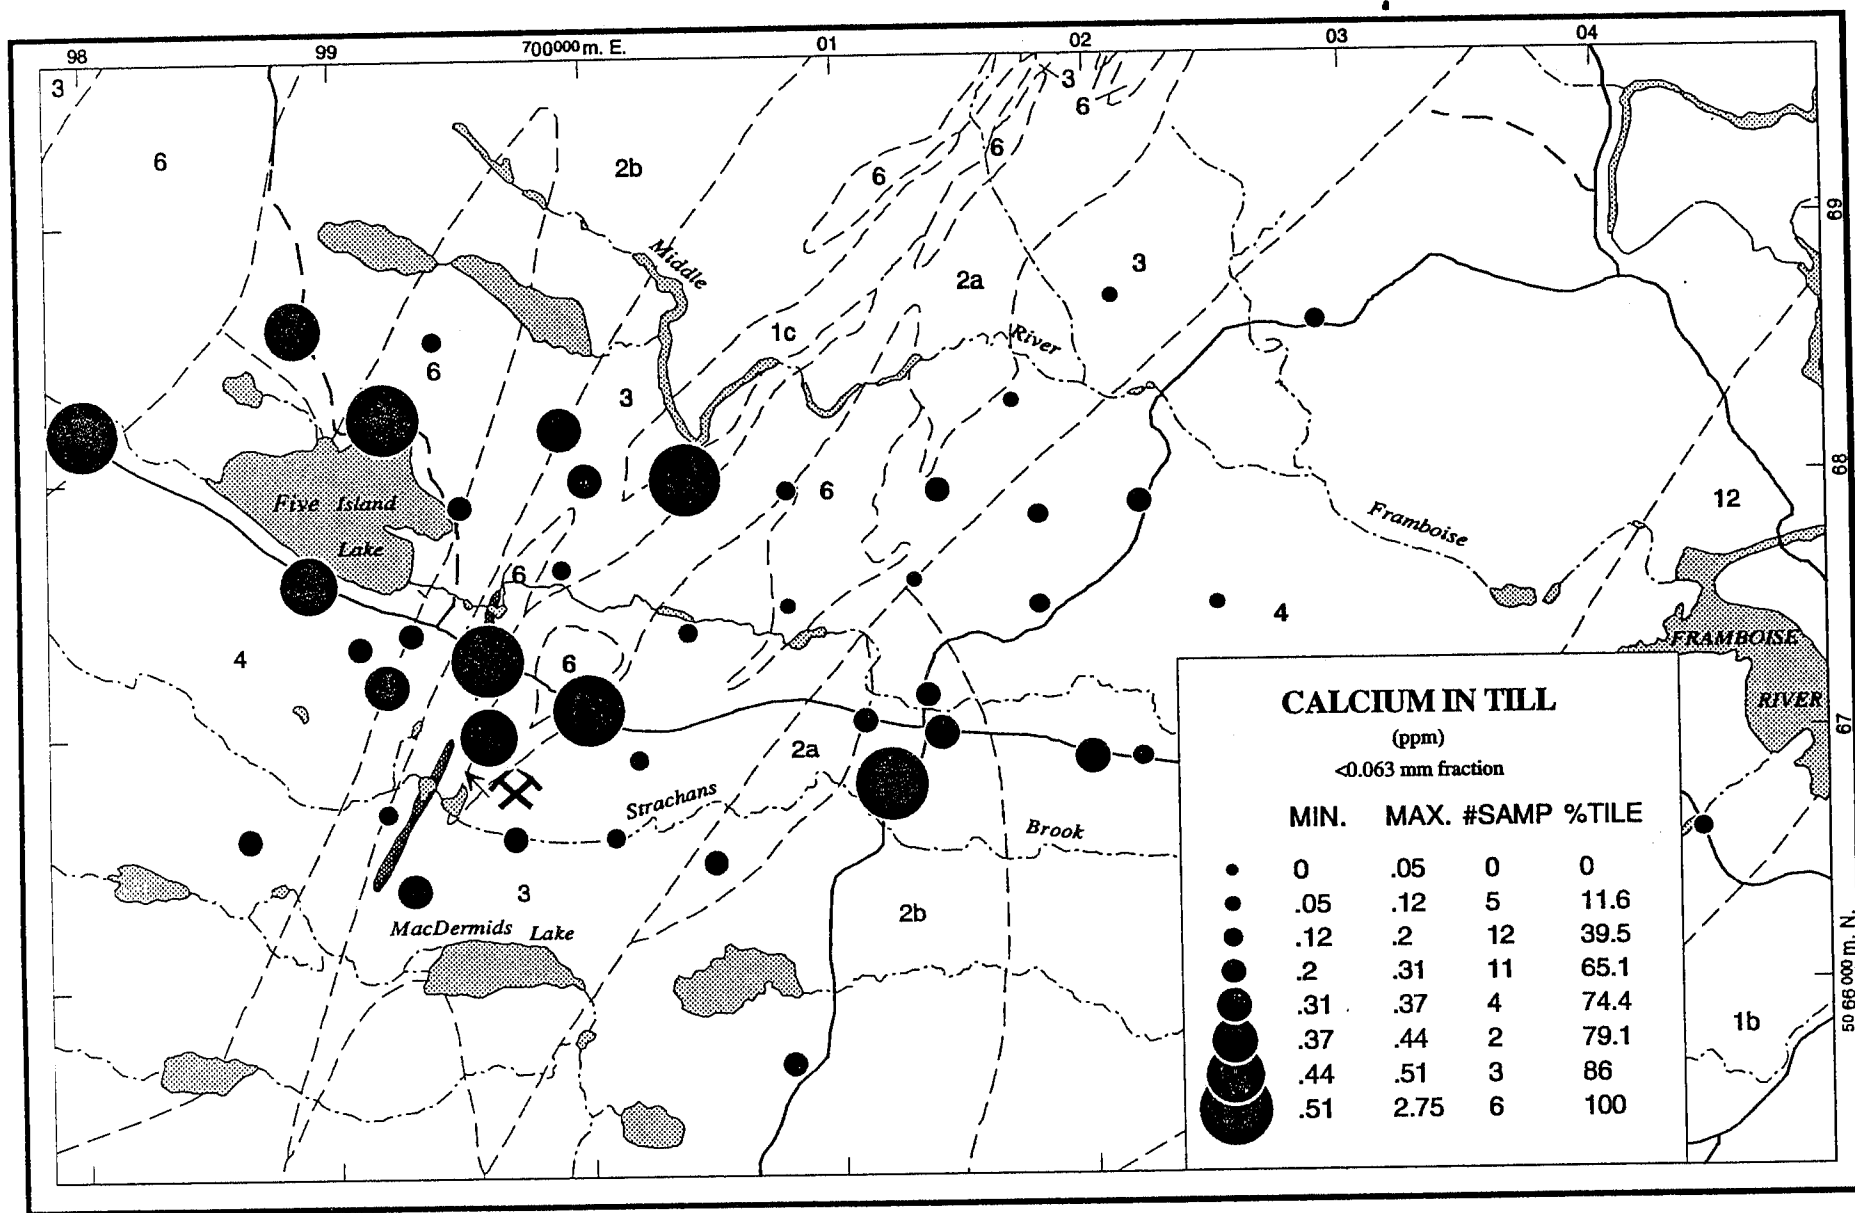 98 99 700000 m. E. 01 02 03 04
3
3
6
6
6
6
2b
6
69
Middle
3
2a
1c
River
6
3
68
6
12
Five Island
Lake
Framboise
6
4
FRAMBOISE
4
6
RIVER
67
2a
Strachans
Brook
3
2b
MacDermids Lake
1b
50 66 000 m. N.
CALCIUM IN TILL
(ppm)
<0.063 mm fraction
MIN. MAX. #SAMP %TILE
0 .05 0 0
.05 .12 5 11.6
.12 .2 12 39.5
.2 .31 11 65.1
.31 .37 4 74.4
.37 .44 2 79.1
.44 .51 3 86
.51 2.75 6 100